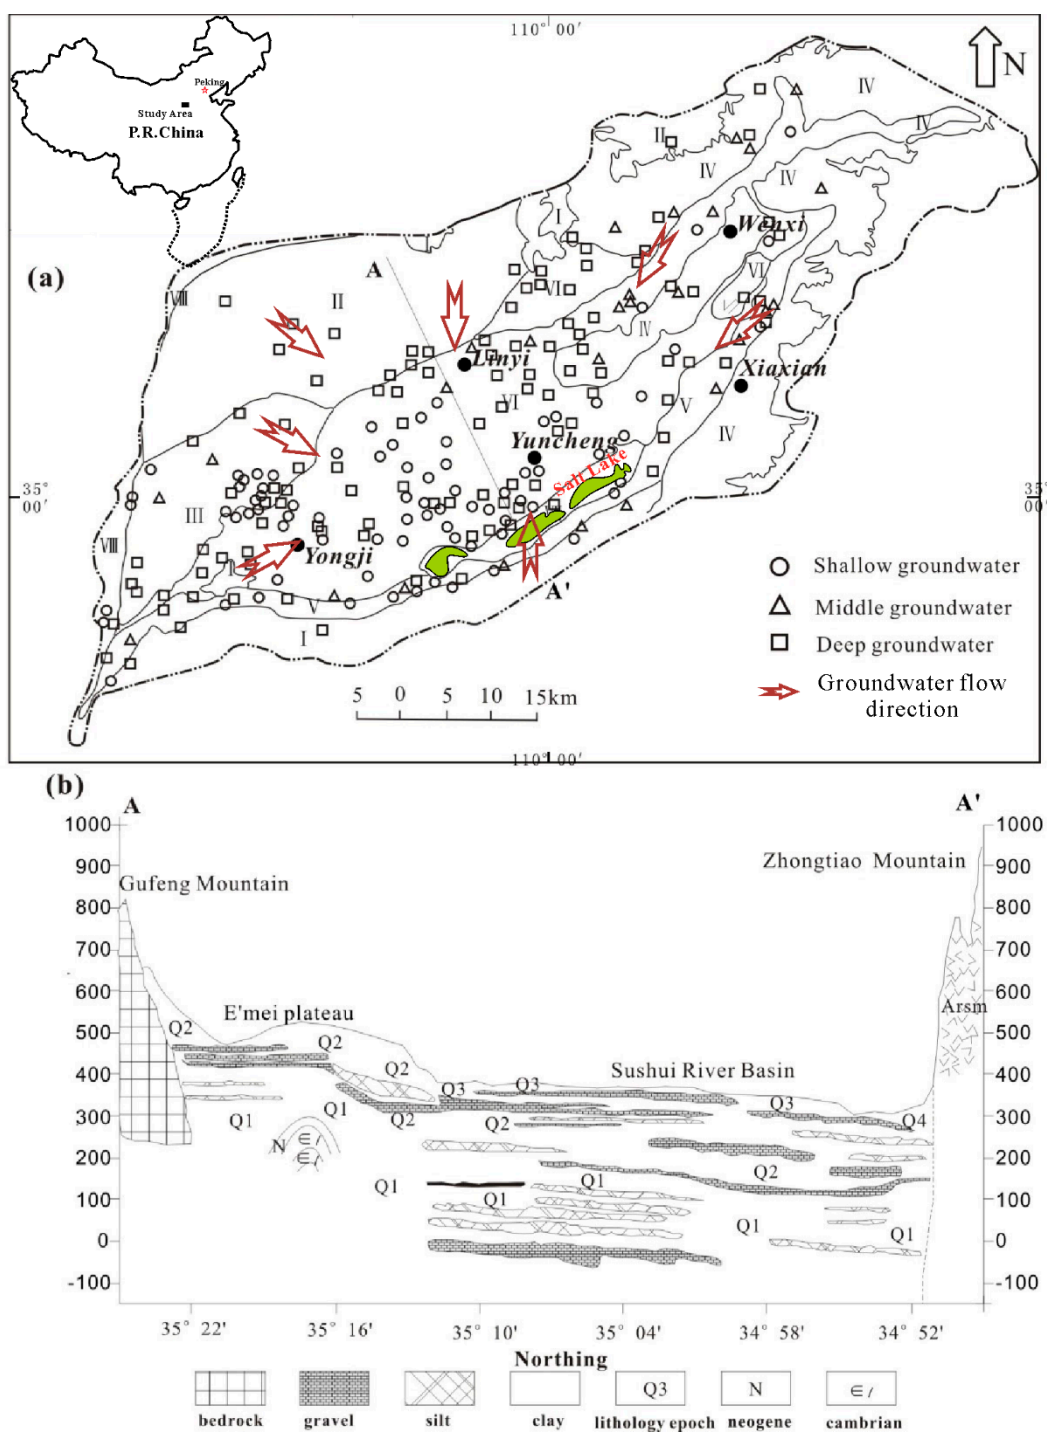 110° 00′
N
Peking
Study Area
P.R.China
IV
II
IV
IV
IV
I
Wenxi
(a)
A
VIII
II
VI
VI
IV
Linyi
Xiaxian
VI
V
IV
Yuncheng
Salt Lake
35°
00′
35°
00′
III
VIII
Yongji
A'
V
I
Shallow groundwater
Middle groundwater
Deep groundwater
Groundwater flow
direction
5 0 5 10 15km
110° 00′
(b)
A
A'
1000
1000
Zhongtiao Mountain
900
900
Gufeng Mountain
800
800
700
700
600
600
E'mei plateau
Arsm
500
Q2
Q2
500
Sushui River Basin
400
Q2
Q3
Q3
Q3
400
300
Q1
Q1
Q2
Q2
Q4
300
N
∈
∈
200
Q2
200
Q1
Q1
Q1
100
100
Q1
0
0
-100
-100
35° 22′
35° 16′
35° 10′
35° 04′
34° 58′
34° 52′
Northing
Q3
N
∈
bedrock
gravel
silt
clay
lithology epoch
neogene
cambrian